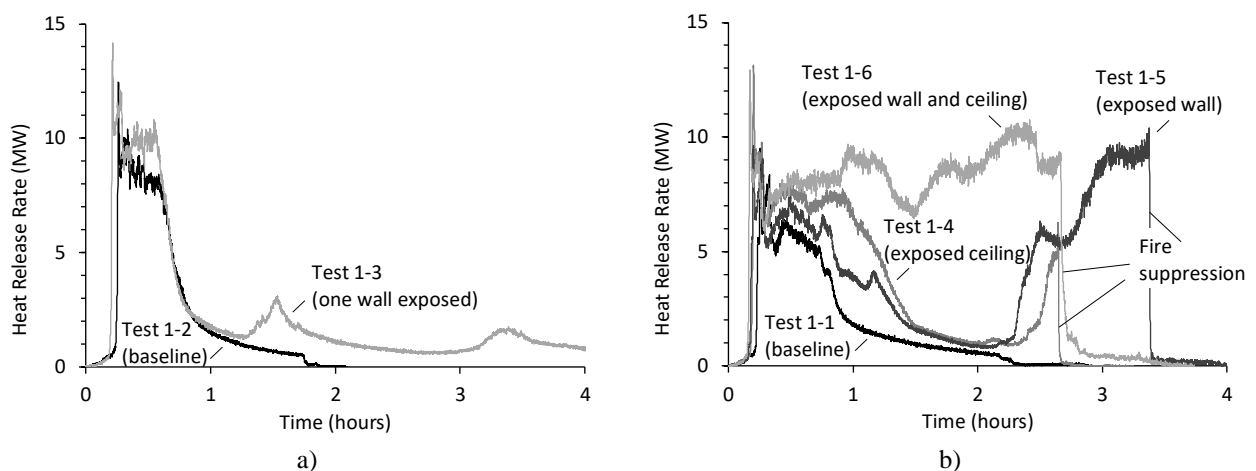 15
10
5
0
Heat Release Rate (MW)
Test 1-3
(one wall exposed)
Test 1-2
(baseline)
0 1 2 3 4
Time (hours)
a)
15
10
5
0
Heat Release Rate (MW)
Test 1-6
(exposed wall and ceiling)
Test 1-5
(exposed wall)
Test 1-4
(exposed ceiling)
Fire
suppression
Test 1-1
(baseline)
0 1 2 3 4
Time (hours)
b)